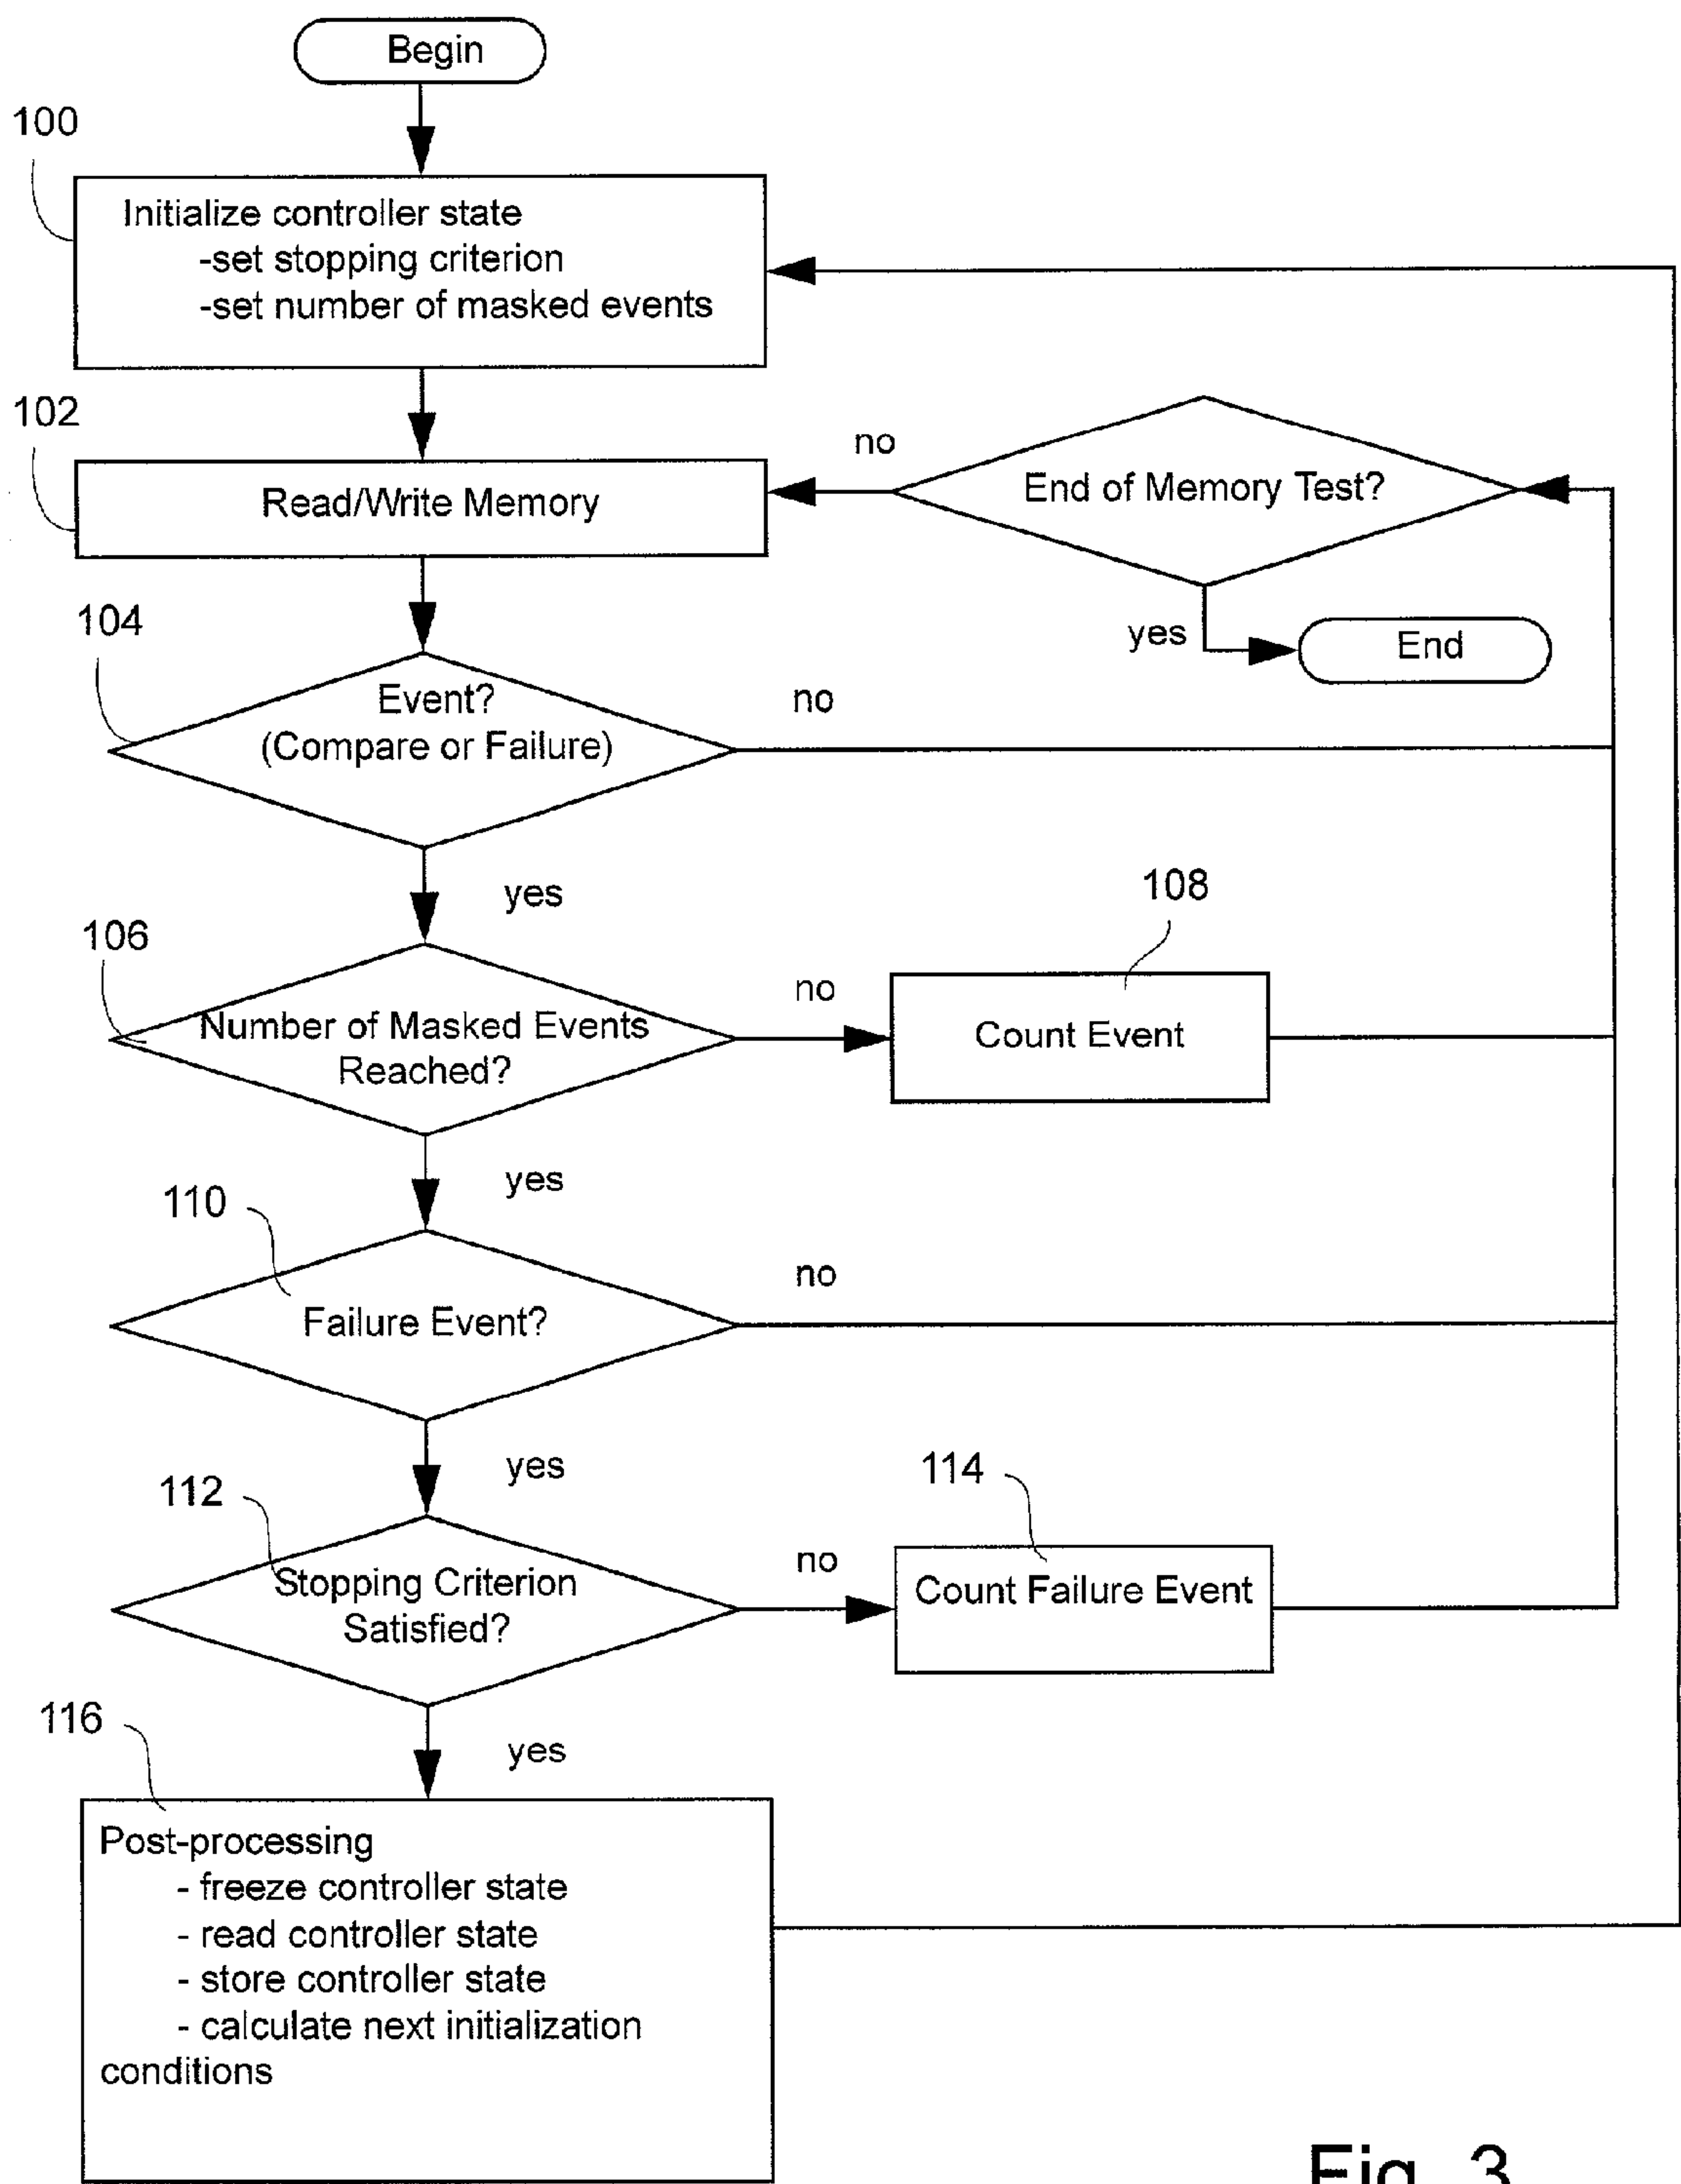 Begin
100
Initialize controller state
-set stopping criterion
-set number of masked events
102
no
Read/Write Memory
End of Memory Test?
104
yes
End
Event?
(Compare or Failure)
no
yes
106
108
Number of Masked Events
Reached?
no
Count Event
yes
110
Failure Event?
no
yes
112
114
Stopping Criterion
Satisfied?
no
Count Failure Event
yes
116
Post-processing
- freeze controller state
- read controller state
- store controller state
- calculate next initialization
conditions
Fig. 3